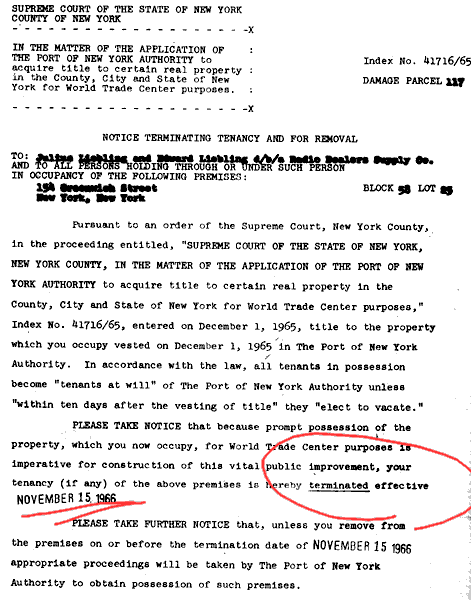 SUPREME COURT OF THE STATE OF NEW YORK
COUNTY OF NEW YORK
- - - - - - - - - - - - - - - - - - -X
IN THE MATTER OF THE APPLICATION OF :
THE PORT OF NEW YORK AUTHORITY to :
acquire title to certain real property :
in the County, City and State of New :
York for World Trade Center purposes. :
- - - - - - - - - - - - - - - - - - -X
Index No. 41716/65
DAMAGE PARCEL 117
NOTICE TERMINATING TENANCY AND FOR REMOVAL
TO: Julius Liebling and Edward Liebling d/b/a Radio Dealers Supply Co.
AND TO ALL PERSONS HOLDING THROUGH OR UNDER SUCH PERSON
IN OCCUPANCY OF THE FOLLOWING PREMISES:
154 Greenwich Street BLOCK 58 LOT 25
New York, New York
Pursuant to an order of the Supreme Court, New York County,
in the proceeding entitled, "SUPREME COURT OF THE STATE OF NEW YORK,
NEW YORK COUNTY, IN THE MATTER OF THE APPLICATION OF THE PORT OF NEW
YORK AUTHORITY to acquire title to certain real property in the
County, City and State of New York for World Trade Center purposes,"
Index No. 41716/65, entered on December 1, 1965, title to the property
which you occupy vested on December 1, 1965 in The Port of New York
Authority. In accordance with the law, all tenants in possession
become "tenants at will" of The Port of New York Authority unless
"within ten days after the vesting of title" they "elect to vacate."
PLEASE TAKE NOTICE that because prompt possession of the
property, which you now occupy, for World Trade Center purposes is
imperative for construction of this vital public improvement, your
tenancy (if any) of the above premises is hereby terminated effective
NOVEMBER 15 1966
PLEASE TAKE FURTHER NOTICE that, unless you remove from
the premises on or before the termination date of NOVEMBER 15 1966
appropriate proceedings will be taken by The Port of New York
Authority to obtain possession of such premises.